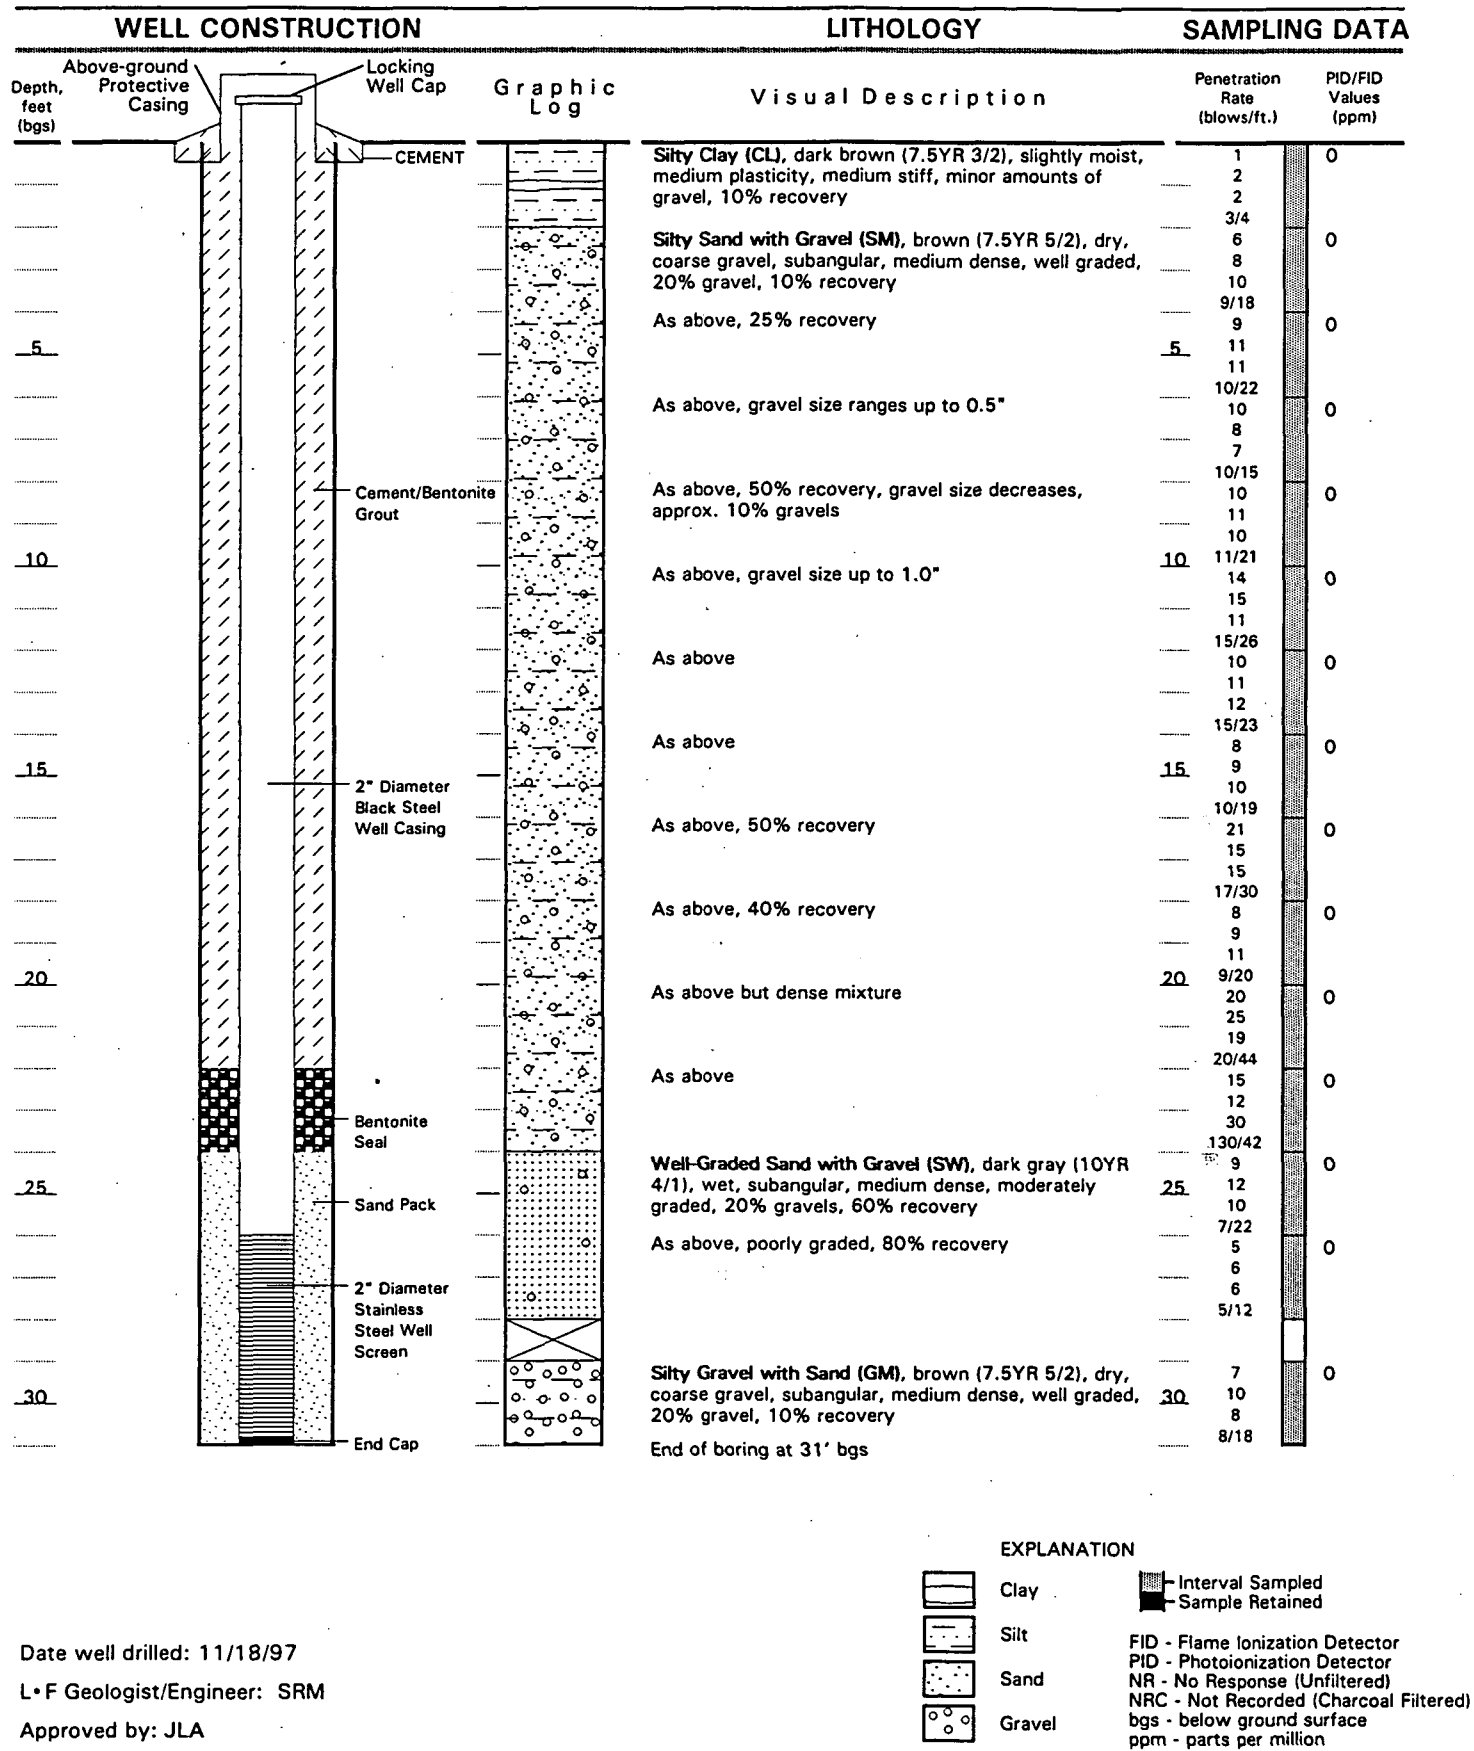 WELL CONSTRUCTION
LITHOLOGY
SAMPLING DATA
Depth,
feet
(bgs)
Above-ground
Protective
Casing
Locking
Well Cap
Graphic
Log
Visual Description
Penetration
Rate
(blows/ft.)
PID/FID
Values
(ppm)
CEMENT
Silty Clay (CL), dark brown (7.5YR 3/2), slightly moist,
medium plasticity, medium stiff, minor amounts of
gravel, 10% recovery
1 0
2
2
3/4
Silty Sand with Gravel (SM), brown (7.5YR 5/2), dry,
coarse gravel, subangular, medium dense, well graded,
20% gravel, 10% recovery
6 0
8
10
9/18
As above, 25% recovery
9 0
5 5 11
11
10/22
As above, gravel size ranges up to 0.5"
10 0
8
7
10/15
Cement/Bentonite
Grout
As above, 50% recovery, gravel size decreases,
approx. 10% gravels
10 0
11
10
10 10 11/21
As above, gravel size up to 1.0"
14 0
15
11
15/26
As above
10 0
11
12
15/23
As above
8 0
15 15 9
10
10/19
2" Diameter
Black Steel
Well Casing
As above, 50% recovery
21 0
15
15
17/30
As above, 40% recovery
8 0
9
11
20 20 9/20
As above but dense mixture
20 0
25
19
20/44
As above
15 0
12
30
130/42
Bentonite
Seal
Well-Graded Sand with Gravel (SW), dark gray (10YR
4/1), wet, subangular, medium dense, moderately
graded, 20% gravels, 60% recovery
9 0
25 25 12
10
7/22
Sand Pack
As above, poorly graded, 80% recovery
5 0
6
6
5/12
2" Diameter
Stainless
Steel Well
Screen
Silty Gravel with Sand (GM), brown (7.5YR 5/2), dry,
coarse gravel, subangular, medium dense, well graded,
20% gravel, 10% recovery
7 0
30 30 10
8
8/18
End Cap
End of boring at 31' bgs
EXPLANATION
Clay
Silt
Sand
Gravel
Interval Sampled
Sample Retained
FID - Flame Ionization Detector
PID - Photoionization Detector
NR - No Response (Unfiltered)
NRC - Not Recorded (Charcoal Filtered)
bgs - below ground surface
ppm - parts per million
Date well drilled: 11/18/97
L•F Geologist/Engineer: SRM
Approved by: JLA